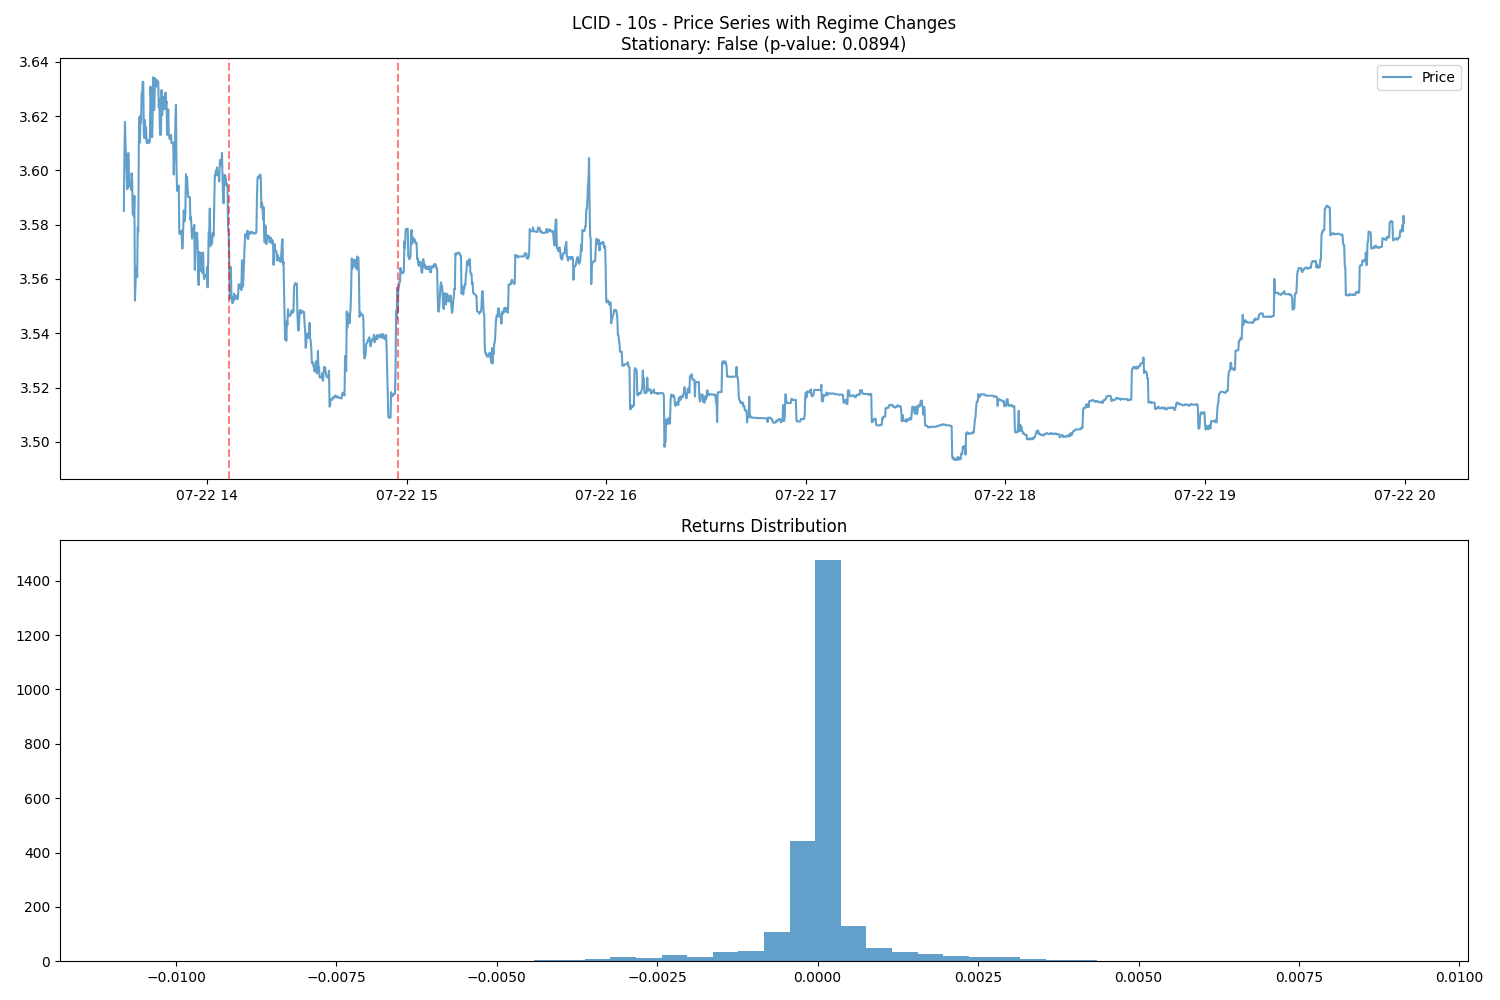 LCID - 10s - Price Series with Regime Changes
Stationary: False (p-value: 0.0894)
Price
3.64
3.62
3.60
3.58
3.56
3.54
3.52
3.50
07-22 14 07-22 15 07-22 16 07-22 17 07-22 18 07-22 19 07-22 20
Returns Distribution
1400
1200
1000
800
600
400
200
0
−0.0100 −0.0075 −0.0050 −0.0025 0.0000 0.0025 0.0050 0.0075 0.0100